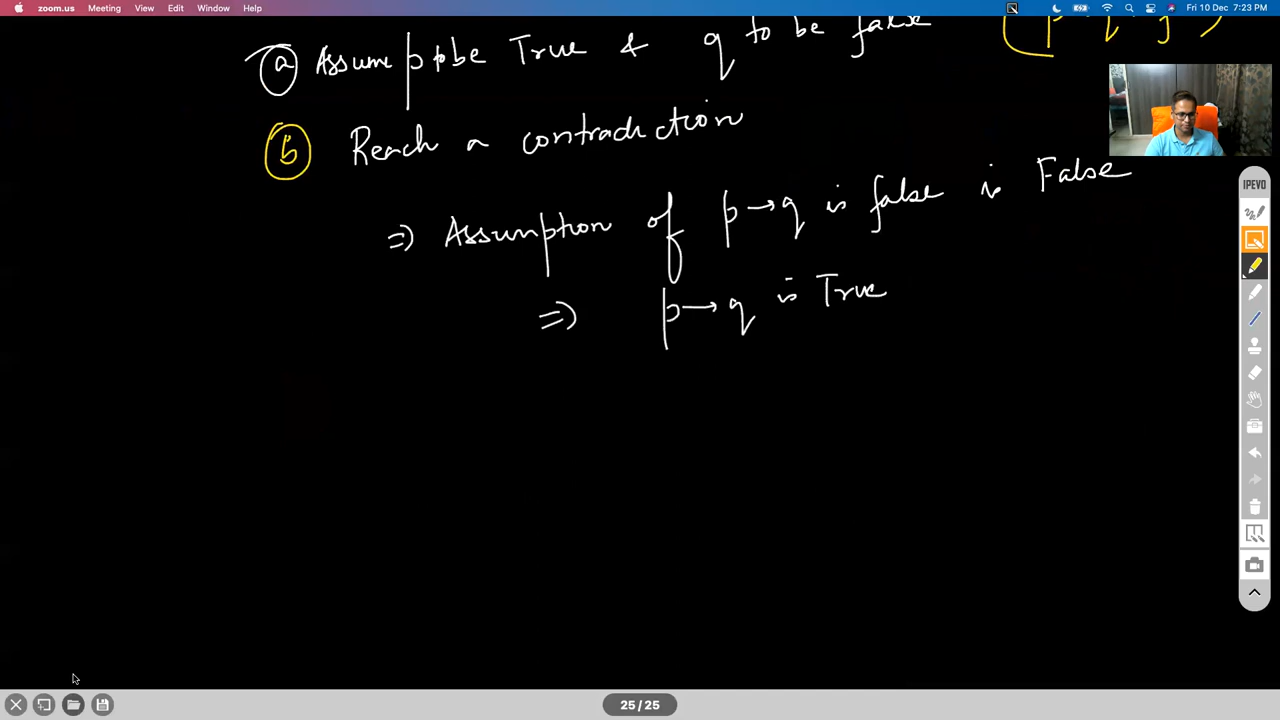 zoom.us Meeting View Edit Window Help Fri 10 Dec 7:23 PM
ⓐ Assume p to be True & q to be false
ⓑ Reach a contradiction
IPEVO
⇒ Assumption of p→q is false is False
⇒ p→q is True
25/25